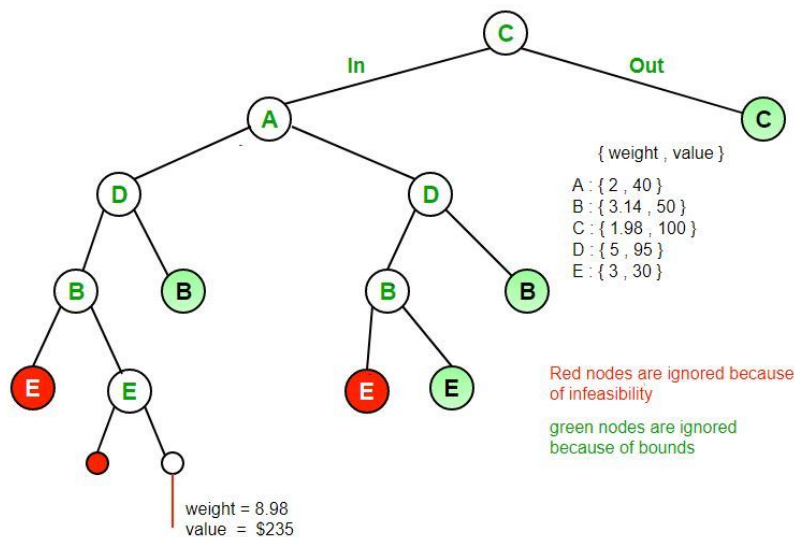 C
In
Out
A
C
{ weight , value }
D
D
A : { 2 , 40 }
B : { 3.14 , 50 }
C : { 1.98 , 100 }
D : { 5 , 95 }
E : { 3 , 30 }
B
B
B
B
E
E
E
E
Red nodes are ignored because
of infeasibility
green nodes are ignored
because of bounds
weight = 8.98
value = $235